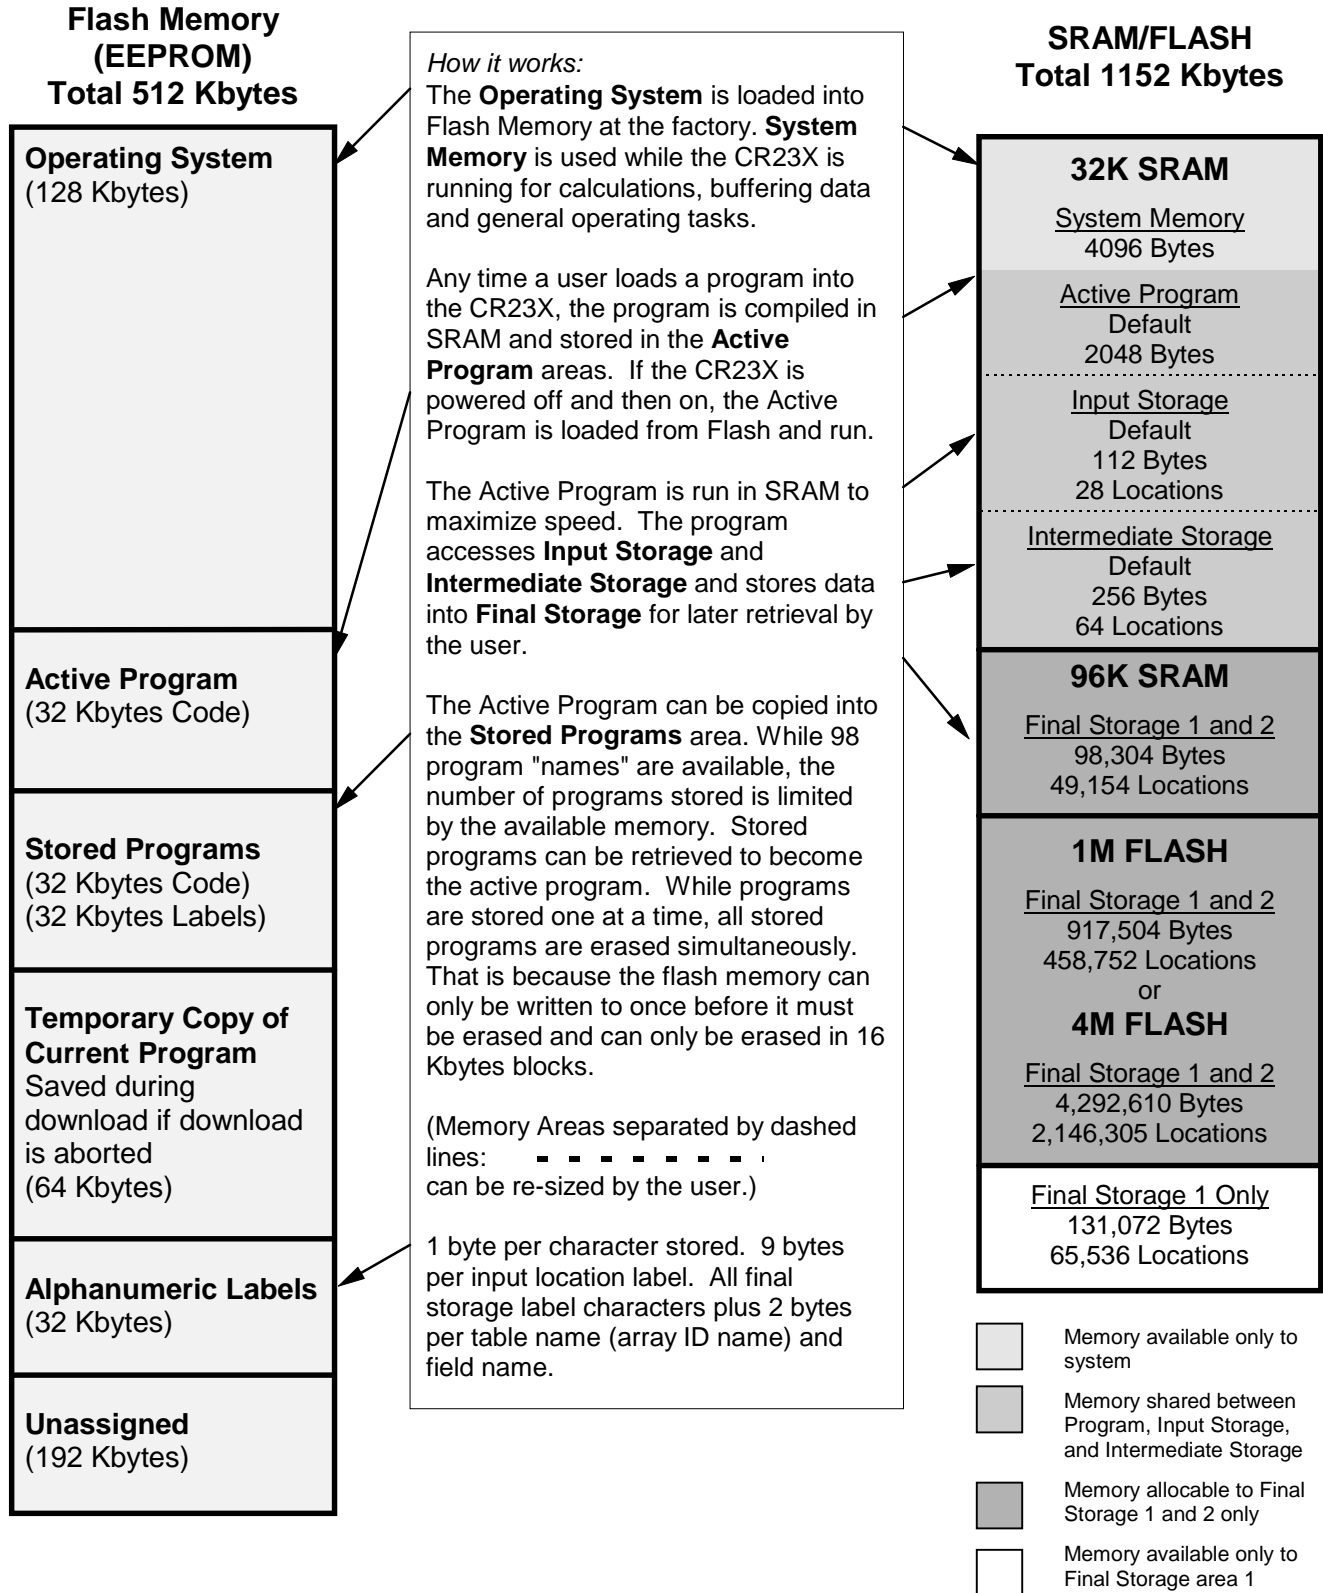 Flash Memory
(EEPROM)
Total 512 Kbytes
Operating System
(128 Kbytes)
Active Program
(32 Kbytes Code)
Stored Programs
(32 Kbytes Code)
(32 Kbytes Labels)
Temporary Copy of
Current Program
Saved during
download if download
is aborted
(64 Kbytes)
Alphanumeric Labels
(32 Kbytes)
Unassigned
(192 Kbytes)
How it works:
The Operating System is loaded into
Flash Memory at the factory. System
Memory is used while the CR23X is
running for calculations, buffering data
and general operating tasks.
Any time a user loads a program into
the CR23X, the program is compiled in
SRAM and stored in the Active
Program areas. If the CR23X is
powered off and then on, the Active
Program is loaded from Flash and run.
The Active Program is run in SRAM to
maximize speed. The program
accesses Input Storage and
Intermediate Storage and stores data
into Final Storage for later retrieval by
the user.
The Active Program can be copied into
the Stored Programs area. While 98
program "names" are available, the
number of programs stored is limited
by the available memory. Stored
programs can be retrieved to become
the active program. While programs
are stored one at a time, all stored
programs are erased simultaneously.
That is because the flash memory can
only be written to once before it must
be erased and can only be erased in 16
Kbytes blocks.
(Memory Areas separated by dashed
lines:
can be re-sized by the user.)
1 byte per character stored. 9 bytes
per input location label. All final
storage label characters plus 2 bytes
per table name (array ID name) and
field name.
SRAM/FLASH
Total 1152 Kbytes
32K SRAM
System Memory
4096 Bytes
Active Program
Default
2048 Bytes
Input Storage
Default
112 Bytes
28 Locations
Intermediate Storage
Default
256 Bytes
64 Locations
96K SRAM
Final Storage 1 and 2
98,304 Bytes
49,154 Locations
1M FLASH
Final Storage 1 and 2
917,504 Bytes
458,752 Locations
or
4M FLASH
Final Storage 1 and 2
4,292,610 Bytes
2,146,305 Locations
Final Storage 1 Only
131,072 Bytes
65,536 Locations
Memory available only to
system
Memory shared between
Program, Input Storage,
and Intermediate Storage
Memory allocable to Final
Storage 1 and 2 only
Memory available only to
Final Storage area 1